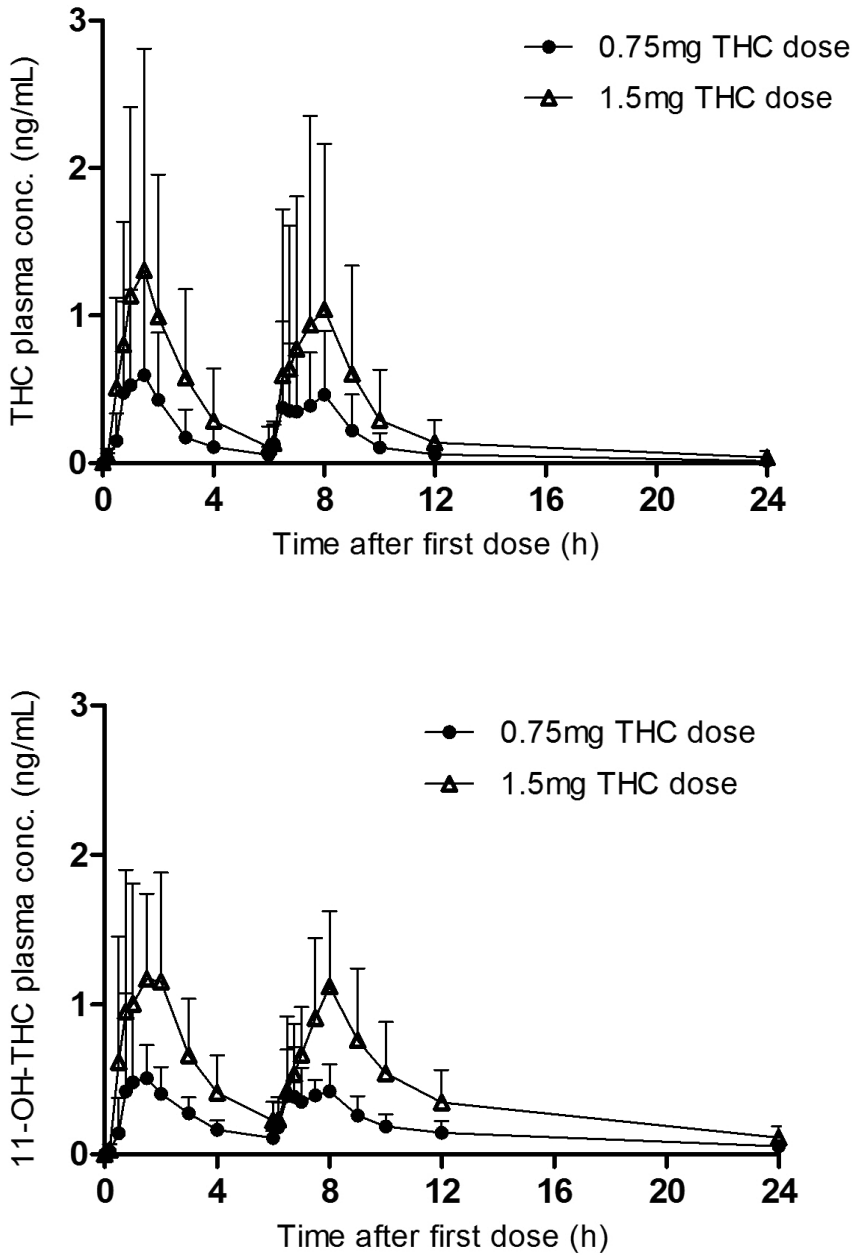 3
0.75mg THC dose
1.5mg THC dose
2
1
0
THC plasma conc. (ng/mL)
0 4 8 12 16 20 24
Time after first dose (h)
3
0.75mg THC dose
1.5mg THC dose
2
1
0
11-OH-THC plasma conc. (ng/mL)
0 4 8 12 16 20 24
Time after first dose (h)